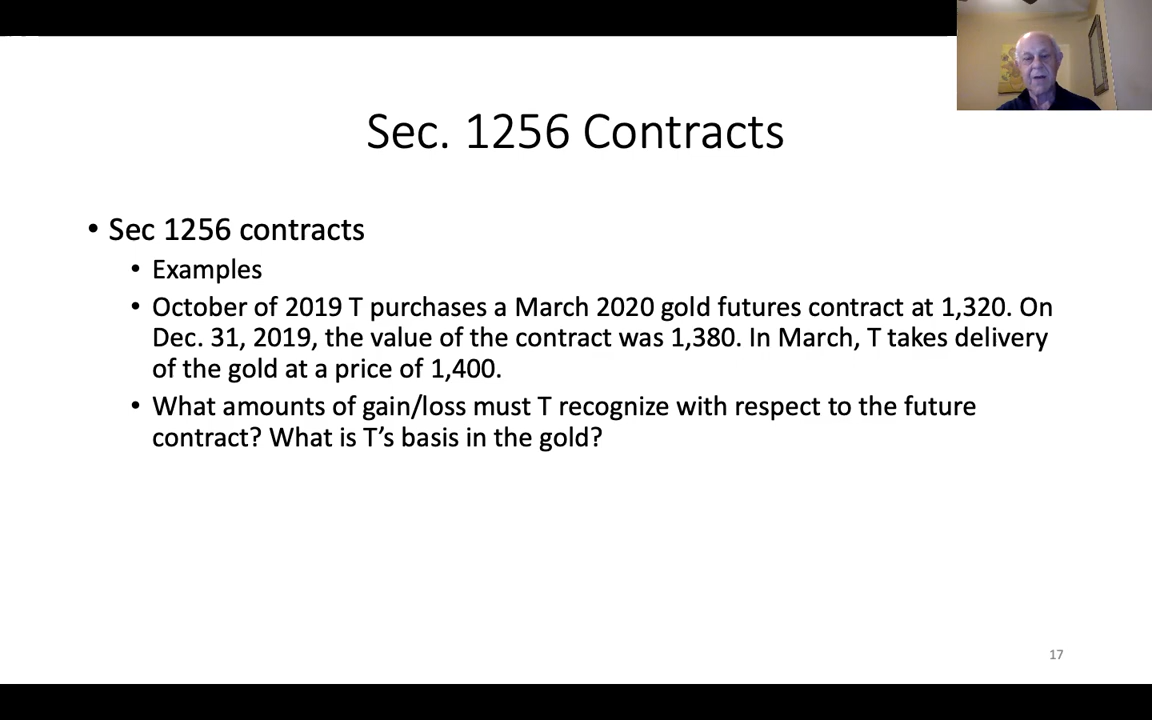 Sec. 1256 Contracts
• Sec 1256 contracts
• Examples
• October of 2019 T purchases a March 2020 gold futures contract at 1,320. On
Dec. 31, 2019, the value of the contract was 1,380. In March, T takes delivery
of the gold at a price of 1,400.
• What amounts of gain/loss must T recognize with respect to the future
contract? What is T’s basis in the gold?
17